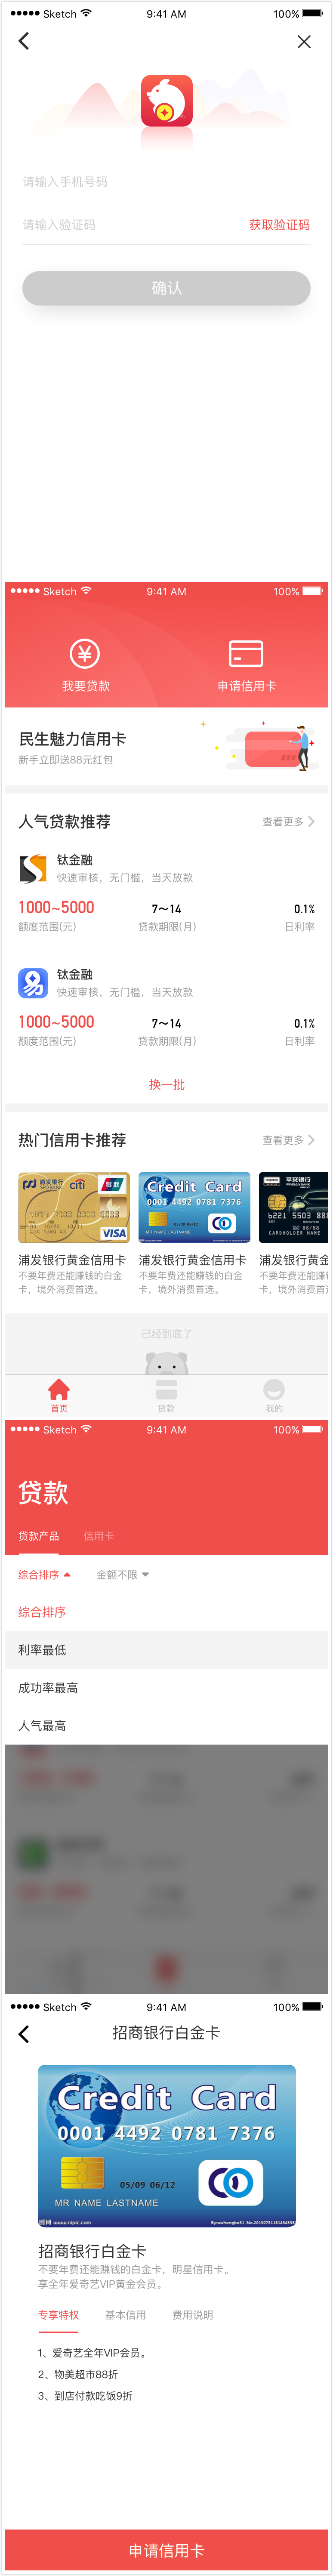 Sketch 9:41 AM 100%
请输入手机号码
请输入验证码 获取验证码
确认
Sketch 9:41 AM 100%
我要贷款 申请信用卡
民生魅力信用卡
新手立即送88元红包
人气贷款推荐 查看更多
钛金融
快速审核，无门槛，当天放款
1000~5000 7~14 0.1%
额度范围(元) 贷款期限(月) 日利率
钛金融
快速审核，无门槛，当天放款
1000~5000 7~14 0.1%
额度范围(元) 贷款期限(月) 日利率
换一批
热门信用卡推荐 查看更多
浦发银行 SPD BANK citi 银联
VISA
Credit Card
0001 4492 0781 7376
平安银行
CARDHOLDER NAME
浦发银行黄金信用卡 浦发银行黄金信用卡 浦发银行黄金
不要年费还能赚钱的白金 不要年费还能赚钱的白金 不要年费还能
卡，境外消费首选。 卡，境外消费首选。 卡，境外消费
已经到底了
首页 贷款 我的
Sketch 9:41 AM 100%
贷款
贷款产品 信用卡
综合排序 金额不限
综合排序
利率最低
成功率最高
人气最高
Sketch 9:41 AM 100%
招商银行白金卡
Credit Card
0001 4492 0781 7376
05/09 06/12
MR NAME LASTNAME
www.nipic.com
招商银行白金卡
不要年费还能赚钱的白金卡，明星信用卡。
享全年爱奇艺VIP黄金会员。
专享特权 基本信用 费用说明
1、爱奇艺全年VIP会员。
2、物美超市88折
3、到店付款吃饭9折
申请信用卡